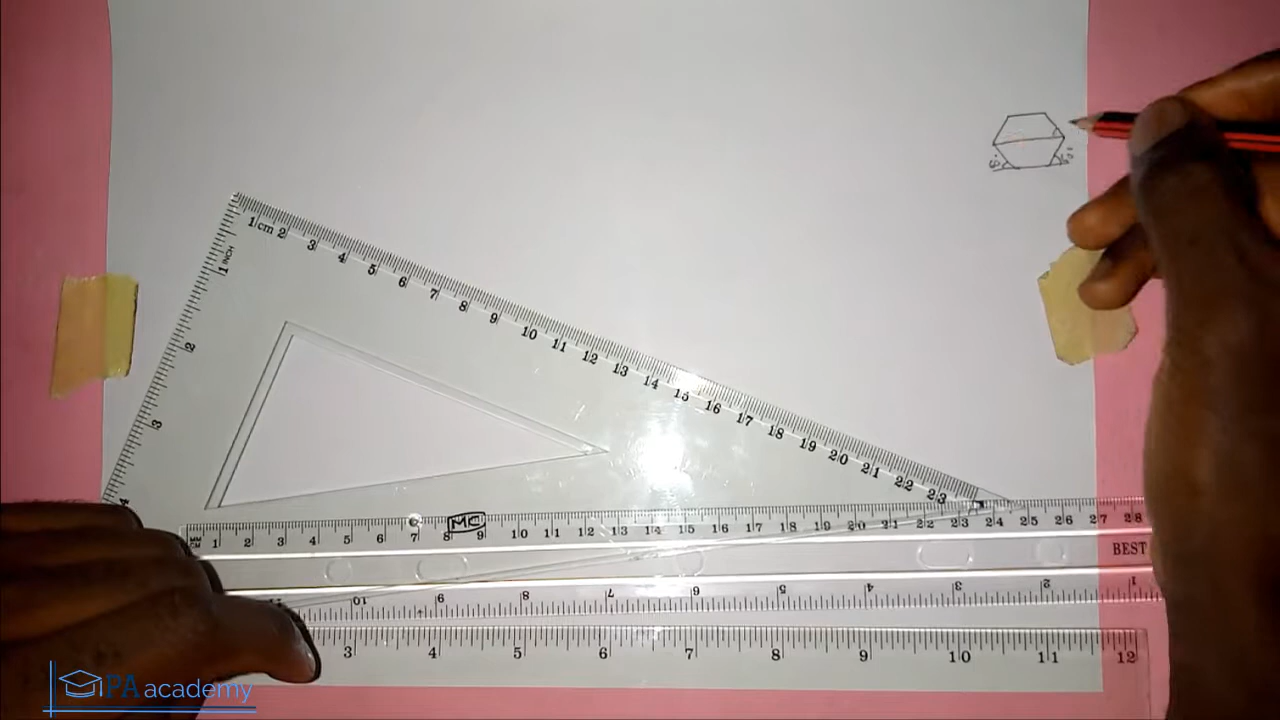 1 cm 2 3 4 5 6 7 8 9 10 11 12 13 14 15 16 17 18 19 20 21 22 23
1 INCH
2
3
4
1 2 3 4 5 6 7 8 MC 9 10 11 12 13 14 15 16 17 18 19 20 21 22 23 24 25 26 27 28
BEST
11 10 9 8 7 6 5 4 3 2 1
3 4 5 6 7 8 9 10 11 12
PA academy